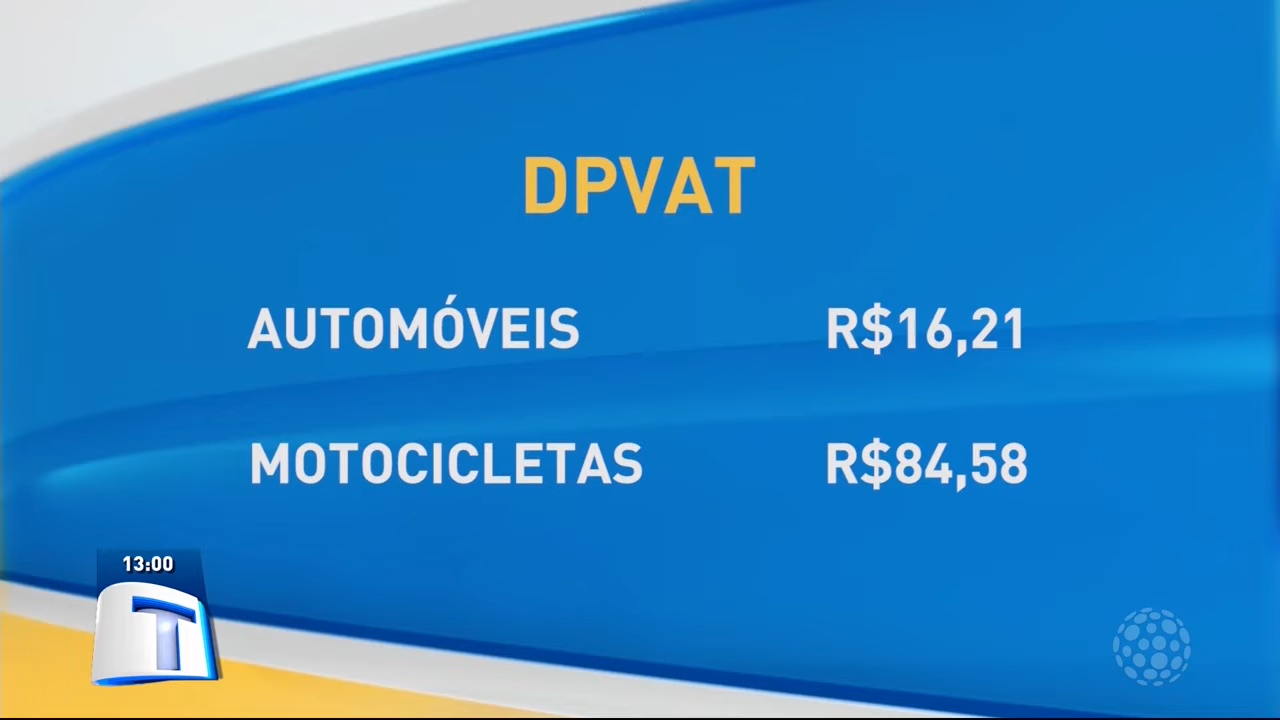 DPVAT
AUTOMÓVEIS R$16,21
MOTOCICLETAS R$84,58
13:00
T